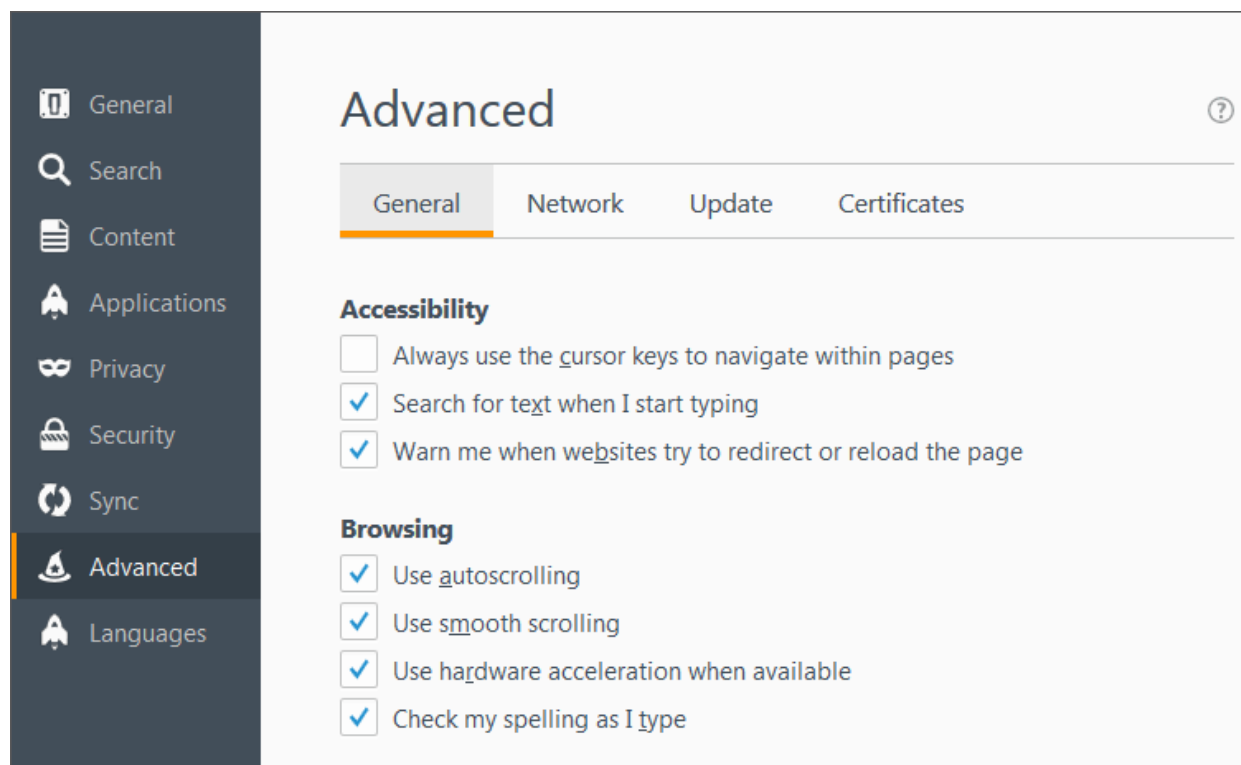 General
Search
Content
Applications
Privacy
Security
Sync
Advanced
Languages
Advanced
?
General Network Update Certificates
Accessibility
Always use the cursor keys to navigate within pages
Search for text when I start typing
Warn me when websites try to redirect or reload the page
Browsing
Use autoscrolling
Use smooth scrolling
Use hardware acceleration when available
Check my spelling as I type